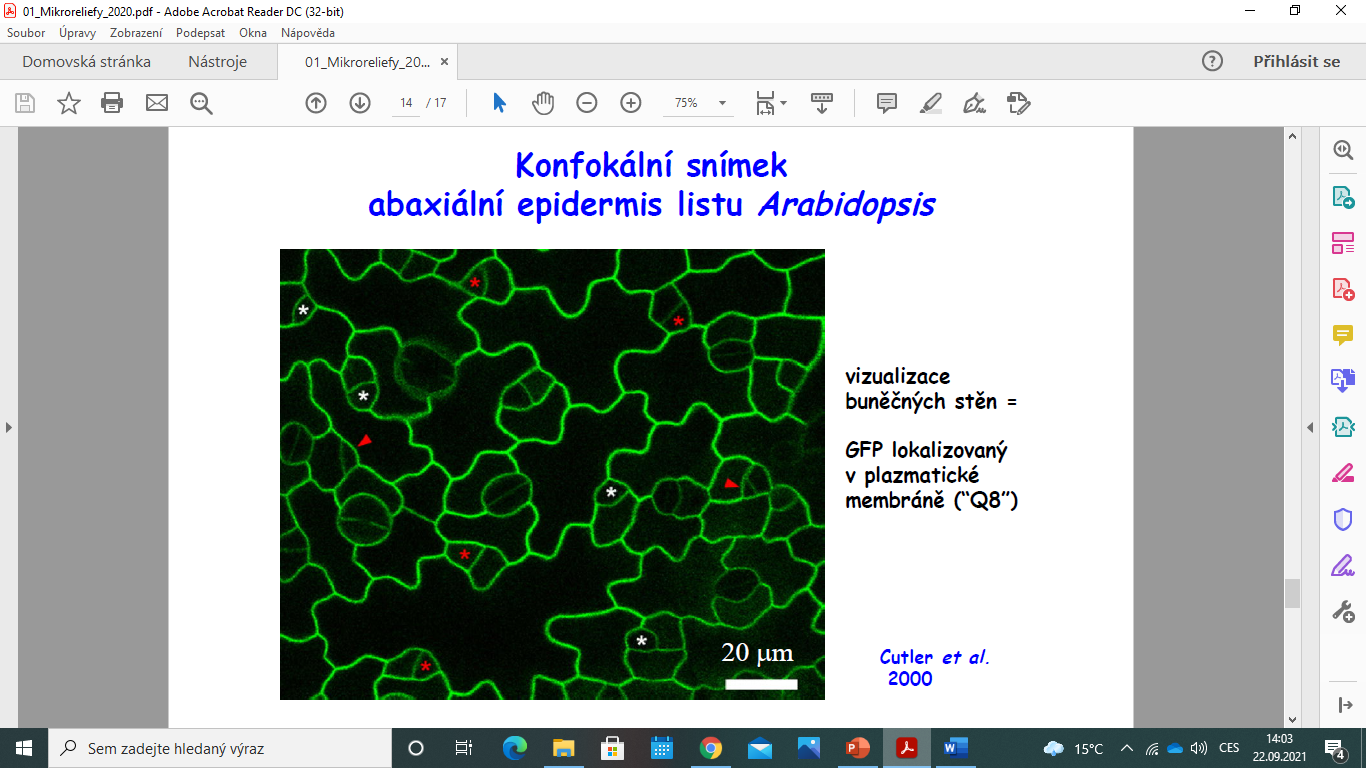 01_Mikroreliefy_2020.pdf - Adobe Acrobat Reader DC (32-bit)
Soubor Úpravy Zobrazení Podepsat Okna Nápověda
Domovská stránka Nástroje 01_Mikroreliefy_20... × Přihlásit se
14 / 17 75%
Konfokální snímek
abaxiální epidermis listu Arabidopsis
vizualizace
buněčných stěn =
GFP lokalizovaný
v plazmatické
membráně (“Q8”)
20 µm
Cutler et al.
2000
Sem zadejte hledaný výraz
15°C
CES
14:03
22.09.2021
4